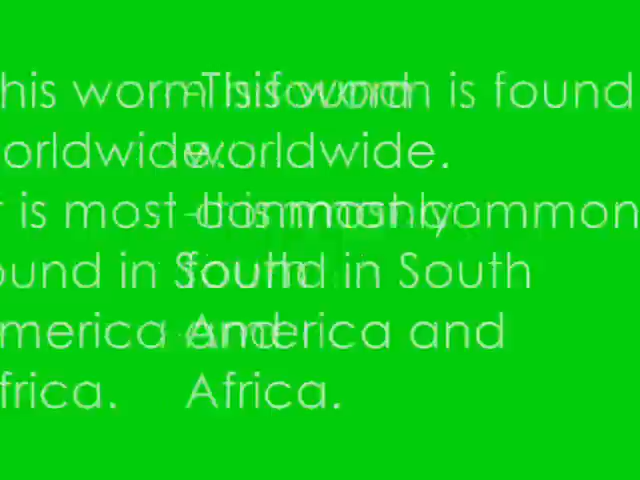 -This worm is found
worldwide.
-It is most commonly
found in South
America and
Africa.